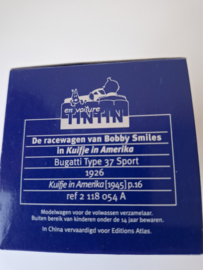 en voiture
TINTIN
De racewagen van Bobby Smiles
in Kuifje in Amerika
Bugatti Type 37 Sport
1926
Kuifje in Amerika [1945] p.16
ref 2 118 054 A
Modelwagen voor de volwassen verzamelaar.
Buiten bereik van kinderen onder de 14 jaar bewaren.
In China vervaardigd voor Editions Atlas.